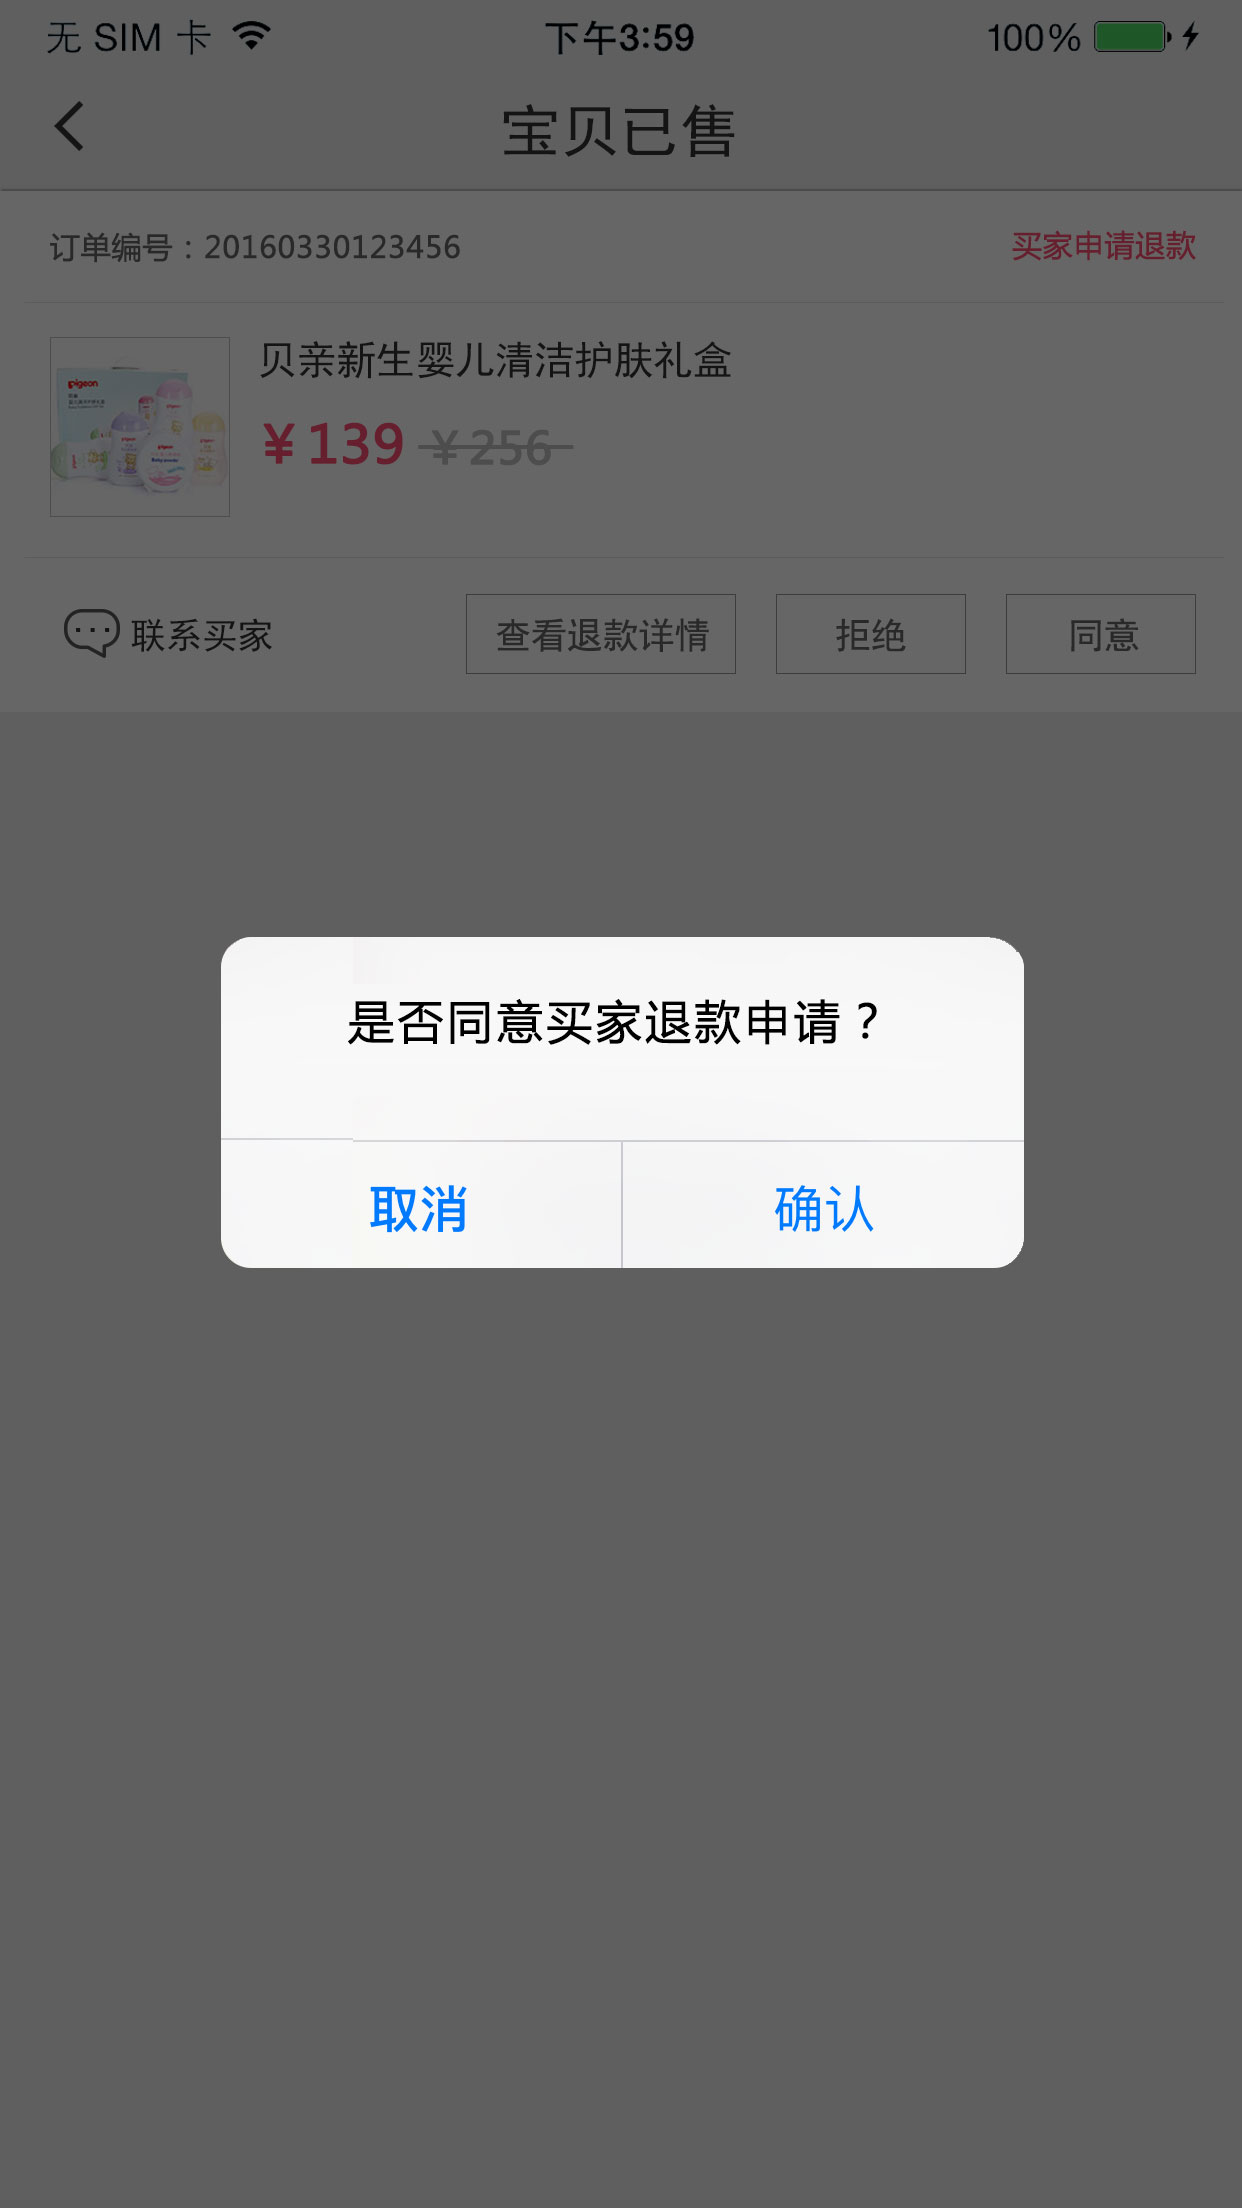 无 SIM 卡 下午3:59 100%
宝贝已售
订单编号：20160330123456 买家申请退款
贝亲新生婴儿清洁护肤礼盒
¥139 ¥256
pigeon
联系买家 查看退款详情 拒绝 同意
是否同意买家退款申请？
取消 确认